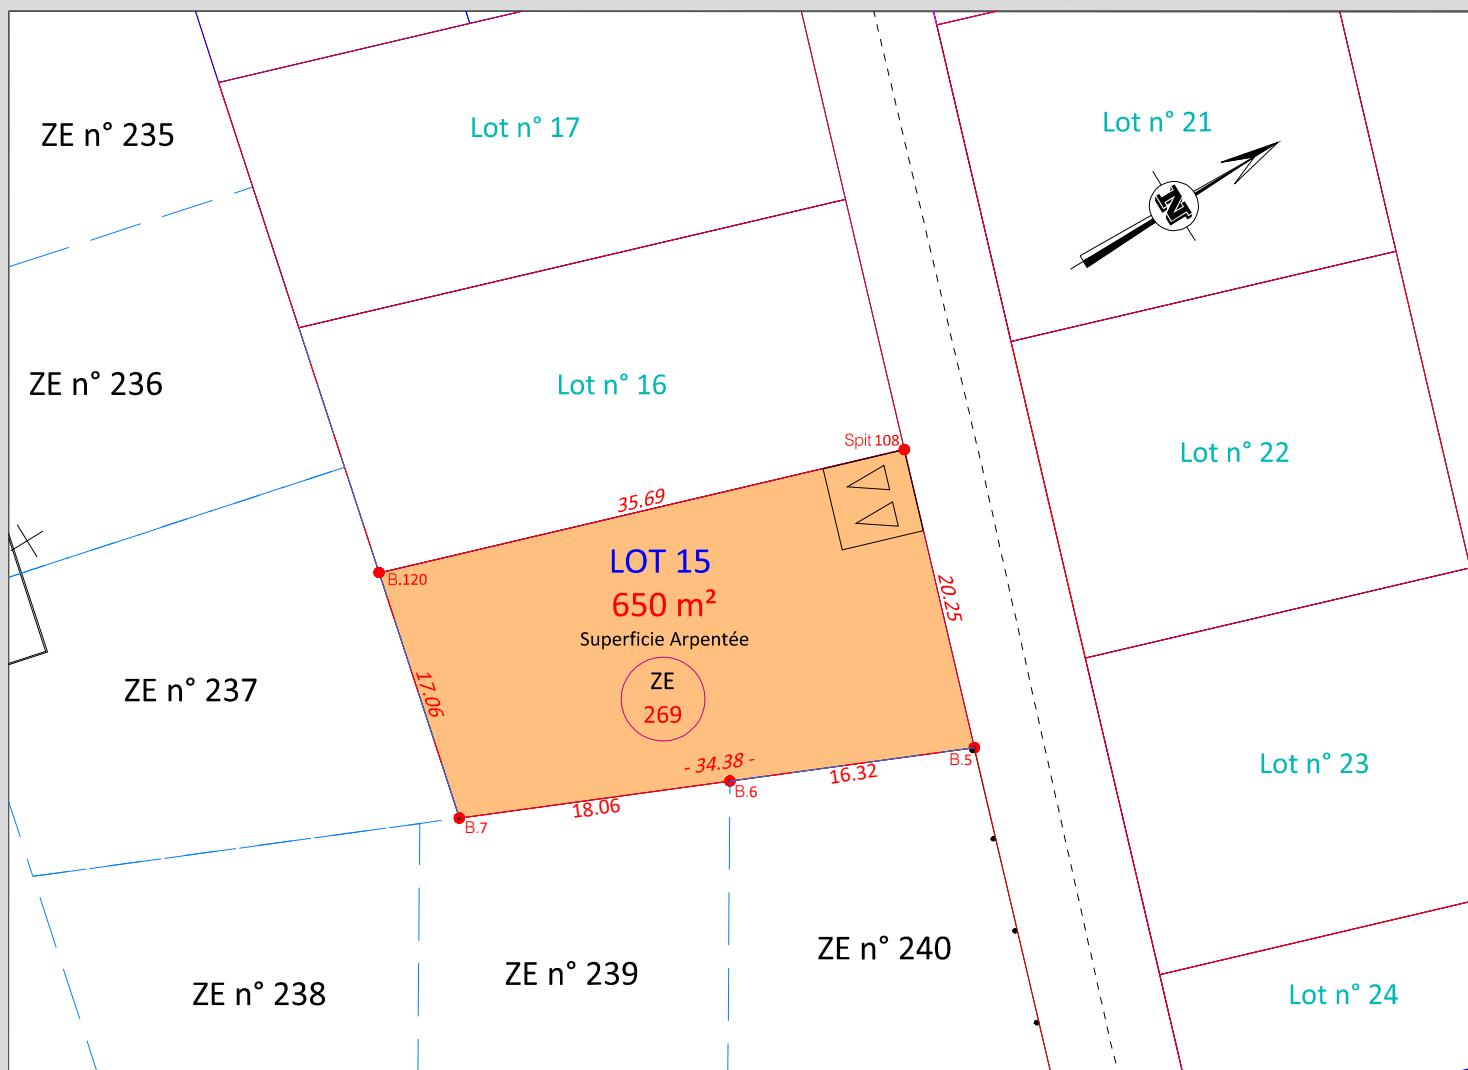 ZE n° 235
Lot n° 17
Lot n° 21
N
ZE n° 236
Lot n° 16
Spit 108
Lot n° 22
35.69
B.120
LOT 15
650 m²
Superficie Arpentée
20.25
ZE n° 237
17.06
ZE
269
- 34.38 -
B.5
Lot n° 23
16.32
B.6
18.06
B.7
ZE n° 240
ZE n° 239
ZE n° 238
Lot n° 24